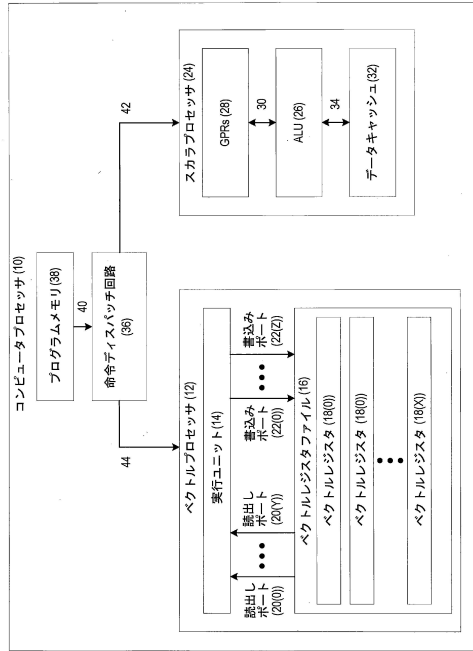 コンピュータプロセッサ (10)
プログラムメモリ(38)
40
命令ディスパッチ回路
(36)
44
42
ベクトルプロセッサ (12)
実行ユニット(14)
読出し
ポート
(20(0))
読出し
ポート
(20(Y))
書込み
ポート
(22(0))
書込み
ポート
(22(Z))
ベクトルレジスタファイル (16)
ベクトルレジスタ (18(0))
ベクトルレジスタ (18(0))
ベクトルレジスタ (18(X))
スカラプロセッサ (24)
GPRs (28)
30
ALU (26)
34
データキャッシュ(32)